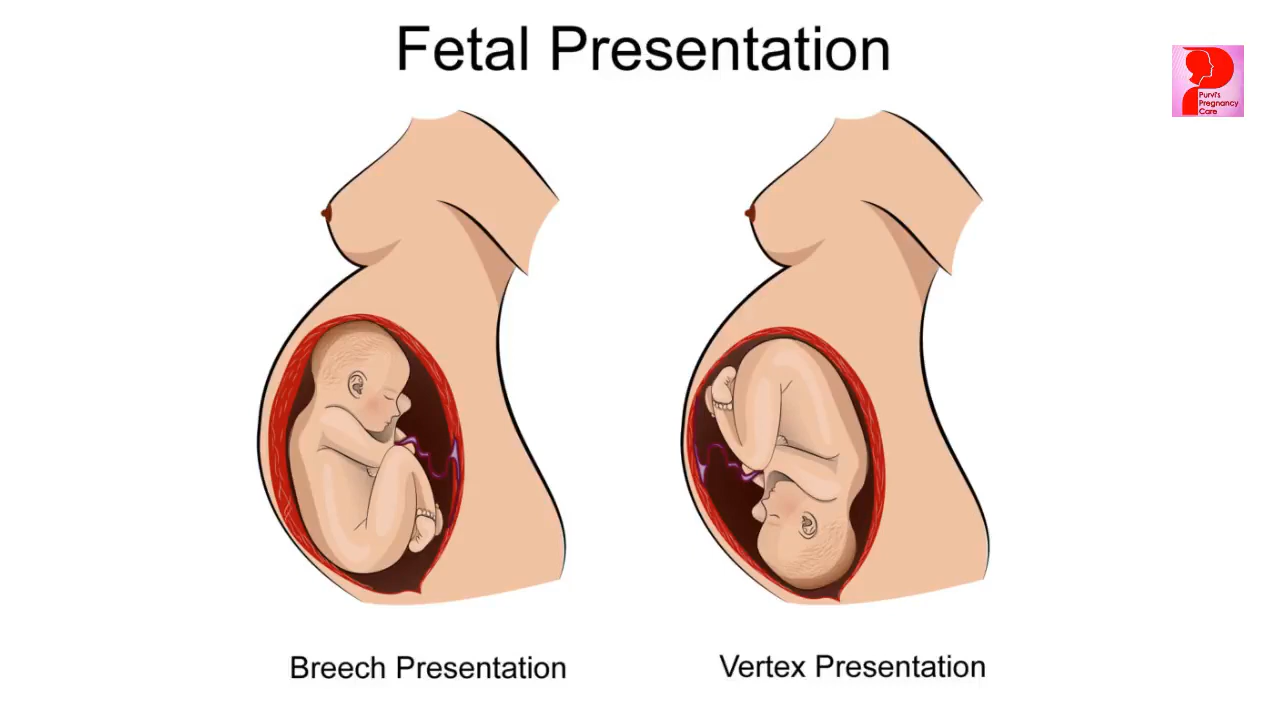 Fetal Presentation
Purvi's
Pregnancy
Care
Breech Presentation
Vertex Presentation